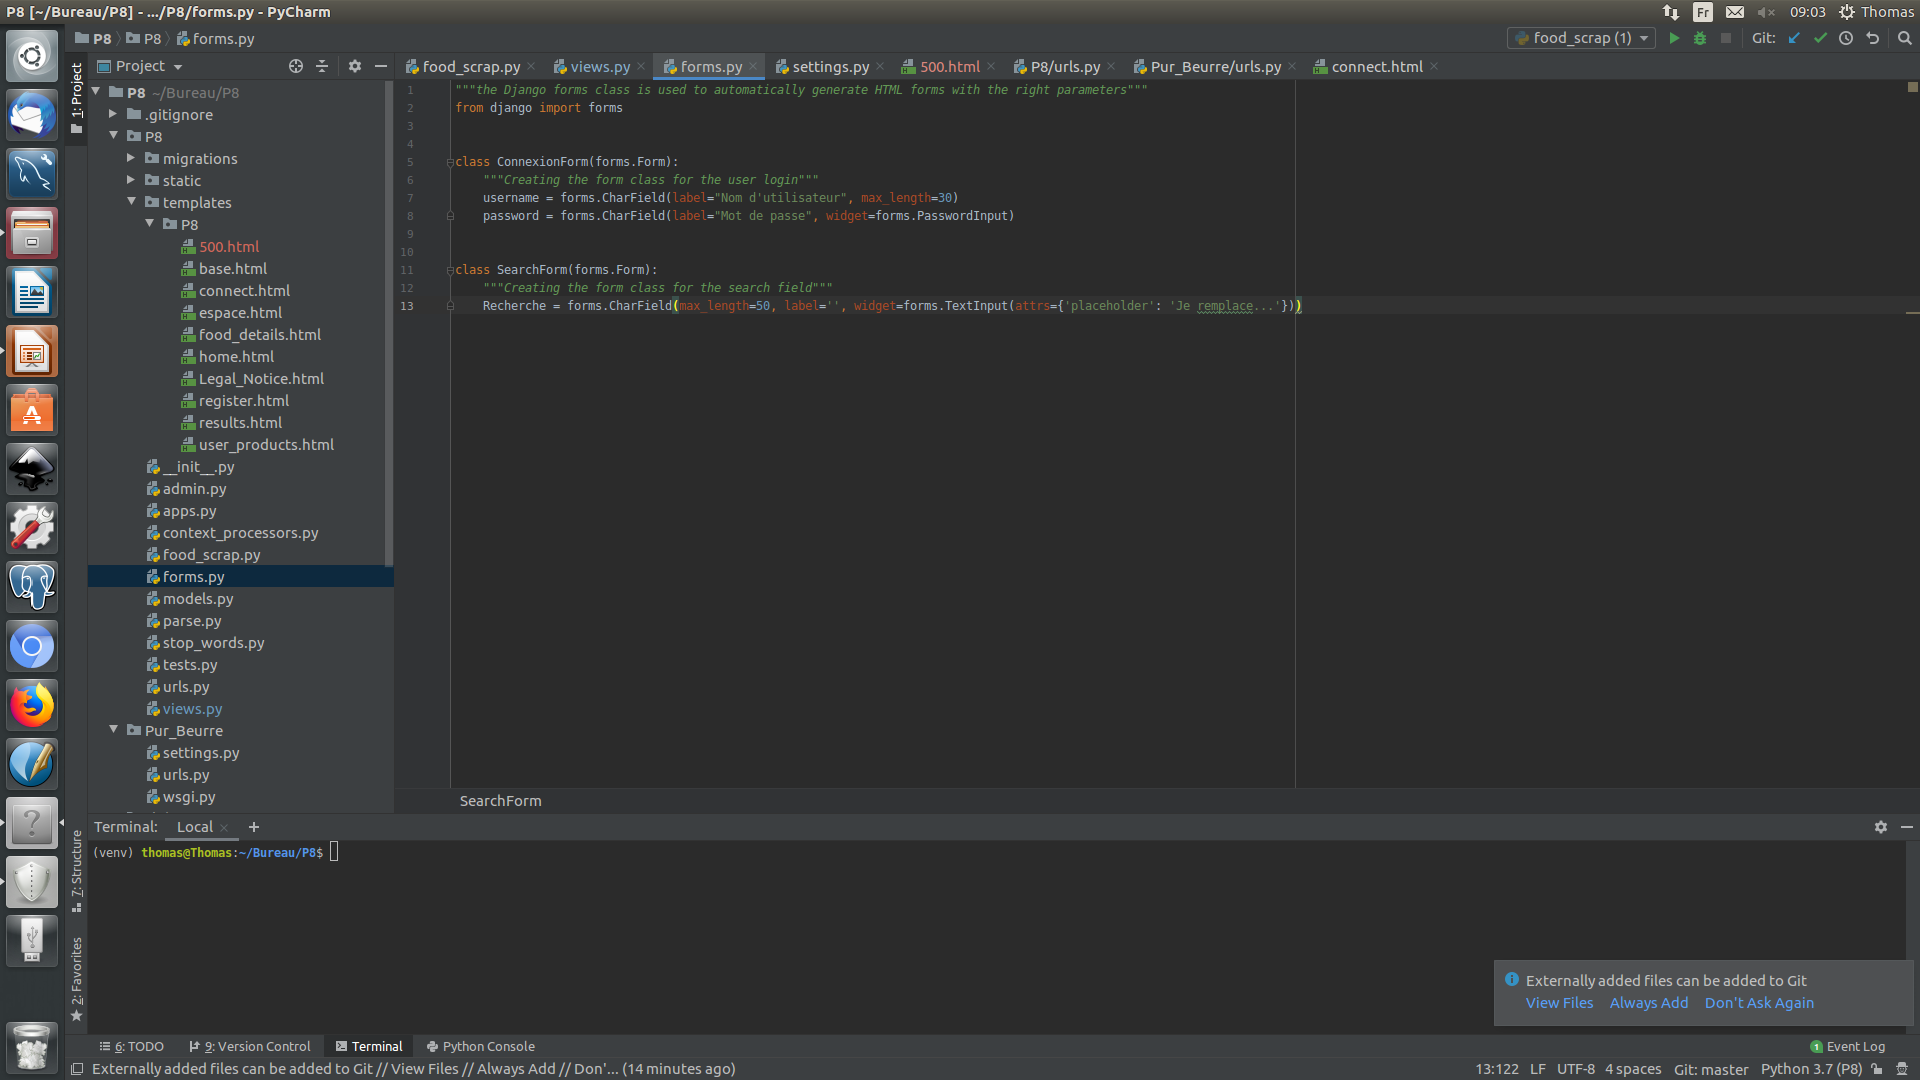 P8 [~/Bureau/P8] - .../P8/forms.py - PyCharm
Fr 09:03 Thomas
P8 P8 forms.py
food_scrap (1) Git:
Project
food_scrap.py views.py forms.py settings.py 500.html P8/urls.py Pur_Beurre/urls.py connect.html
1: Project
P8 ~/Bureau/P8
.gitignore
P8
migrations
static
templates
P8
500.html
base.html
connect.html
espace.html
food_details.html
home.html
Legal_Notice.html
register.html
results.html
user_products.html
__init__.py
admin.py
apps.py
context_processors.py
food_scrap.py
forms.py
models.py
parse.py
stop_words.py
tests.py
urls.py
views.py
Pur_Beurre
settings.py
urls.py
wsgi.py
1 """the Django forms class is used to automatically generate HTML forms with the right parameters"""
2 from django import forms
3
4
5 class ConnexionForm(forms.Form):
6 """Creating the form class for the user login"""
7 username = forms.CharField(label="Nom d'utilisateur", max_length=30)
8 password = forms.CharField(label="Mot de passe", widget=forms.PasswordInput)
9
10
11 class SearchForm(forms.Form):
12 """Creating the form class for the search field"""
13 Recherche = forms.CharField(max_length=50, label='', widget=forms.TextInput(attrs={'placeholder': 'Je remplace...'}))
SearchForm
Terminal: Local +
(venv) thomas@Thomas:~/Bureau/P8$
7: Structure
2: Favorites
Externally added files can be added to Git
View Files Always Add Don't Ask Again
6: TODO 9: Version Control Terminal Python Console
1 Event Log
Externally added files can be added to Git // View Files // Always Add // Don'... (14 minutes ago)
13:122 LF UTF-8 4 spaces Git: master Python 3.7 (P8)